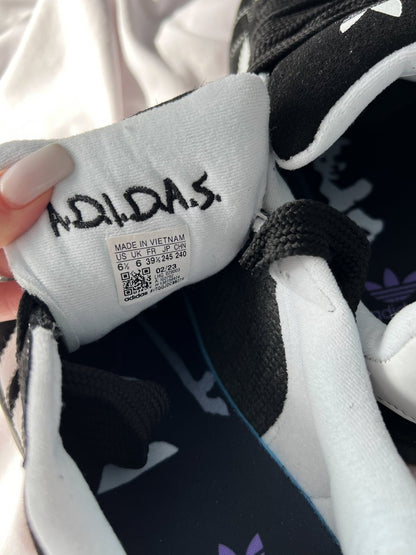 A.D.I.D.A.S.
MADE IN VIETNAM
US UK FR JP CHN
6½ 6 39⅓ 245 240
02/23
adidas